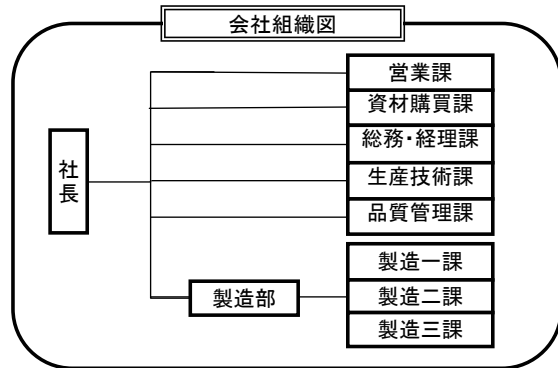 会社組織図
営業課
資材購買課
総務・経理課
社長
生産技術課
品質管理課
製造一課
製造部
製造二課
製造三課